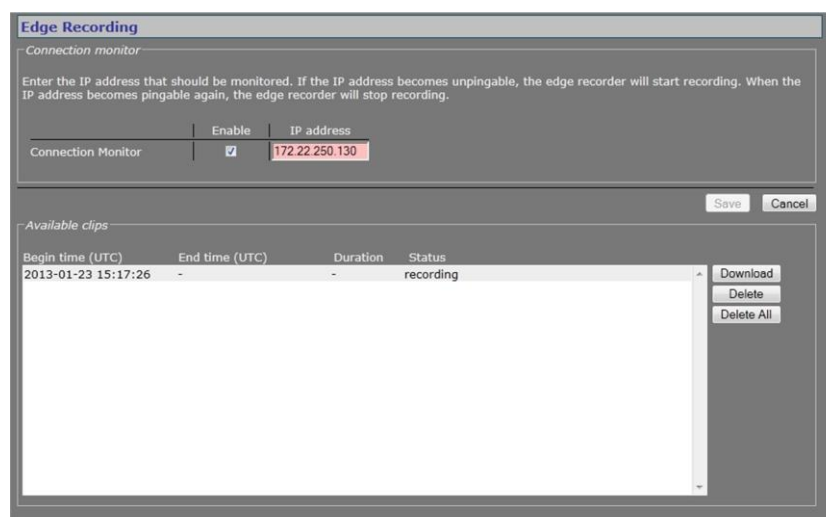 Edge Recording
Connection monitor
Enter the IP address that should be monitored. If the IP address becomes unpingable, the edge recorder will start recording. When the
IP address becomes pingable again, the edge recorder will stop recording.
Enable IP address
Connection Monitor 172.22.250.130
Save Cancel
Available clips
Begin time (UTC) End time (UTC) Duration Status
2013-01-23 15:17:26 - - recording
Download
Delete
Delete All